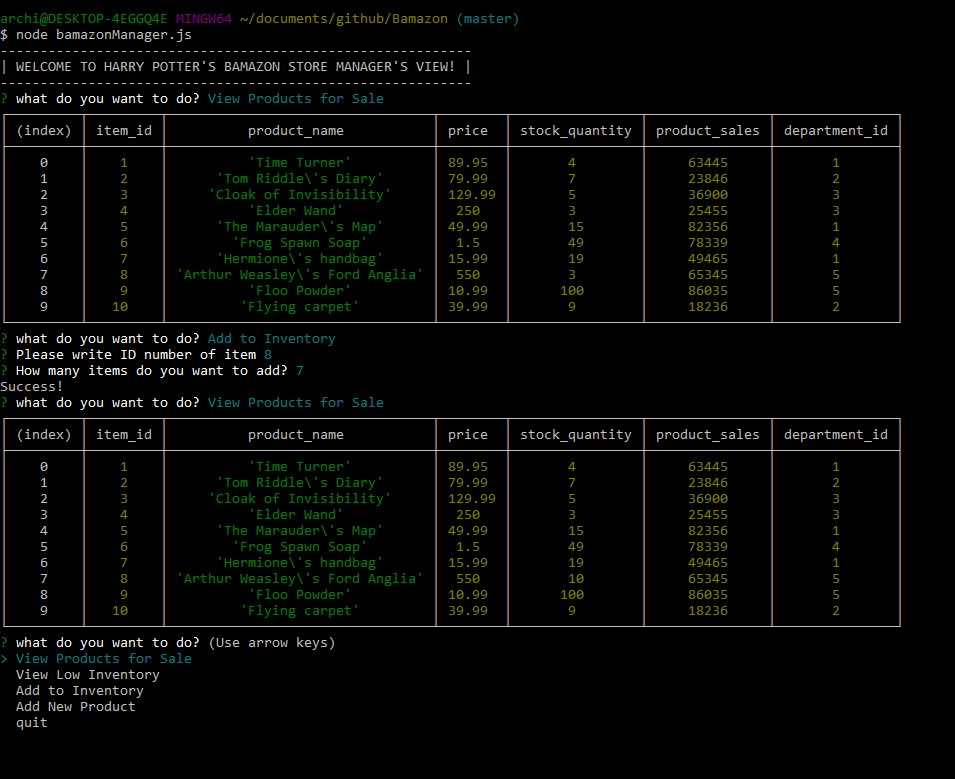 archi@DESKTOP-4EGGQ4E MINGW64 ~/documents/github/Bamazon (master)
$ node bamazonManager.js
----------------------------------------------------------
| WELCOME TO HARRY POTTER'S BAMAZON STORE MANAGER'S VIEW! |
----------------------------------------------------------
? what do you want to do? View Products for Sale
(index) item_id product_name price stock_quantity product_sales department_id
0 1 'Time Turner' 89.95 4 63445 1
1 2 'Tom Riddle\'s Diary' 79.99 7 23846 2
2 3 'Cloak of Invisibility' 129.99 5 36900 3
3 4 'Elder Wand' 250 3 25455 3
4 5 'The Marauder\'s Map' 49.99 15 82356 1
5 6 'Frog Spawn Soap' 1.5 49 78339 4
6 7 'Hermione\'s handbag' 15.99 19 49465 1
7 8 'Arthur Weasley\'s Ford Anglia' 550 3 65345 5
8 9 'Floo Powder' 10.99 100 86035 5
9 10 'Flying carpet' 39.99 9 18236 2
? what do you want to do? Add to Inventory
? Please write ID number of item 8
? How many items do you want to add? 7
Success!
? what do you want to do? View Products for Sale
(index) item_id product_name price stock_quantity product_sales department_id
0 1 'Time Turner' 89.95 4 63445 1
1 2 'Tom Riddle\'s Diary' 79.99 7 23846 2
2 3 'Cloak of Invisibility' 129.99 5 36900 3
3 4 'Elder Wand' 250 3 25455 3
4 5 'The Marauder\'s Map' 49.99 15 82356 1
5 6 'Frog Spawn Soap' 1.5 49 78339 4
6 7 'Hermione\'s handbag' 15.99 19 49465 1
7 8 'Arthur Weasley\'s Ford Anglia' 550 10 65345 5
8 9 'Floo Powder' 10.99 100 86035 5
9 10 'Flying carpet' 39.99 9 18236 2
? what do you want to do? (Use arrow keys)
> View Products for Sale
View Low Inventory
Add to Inventory
Add New Product
quit